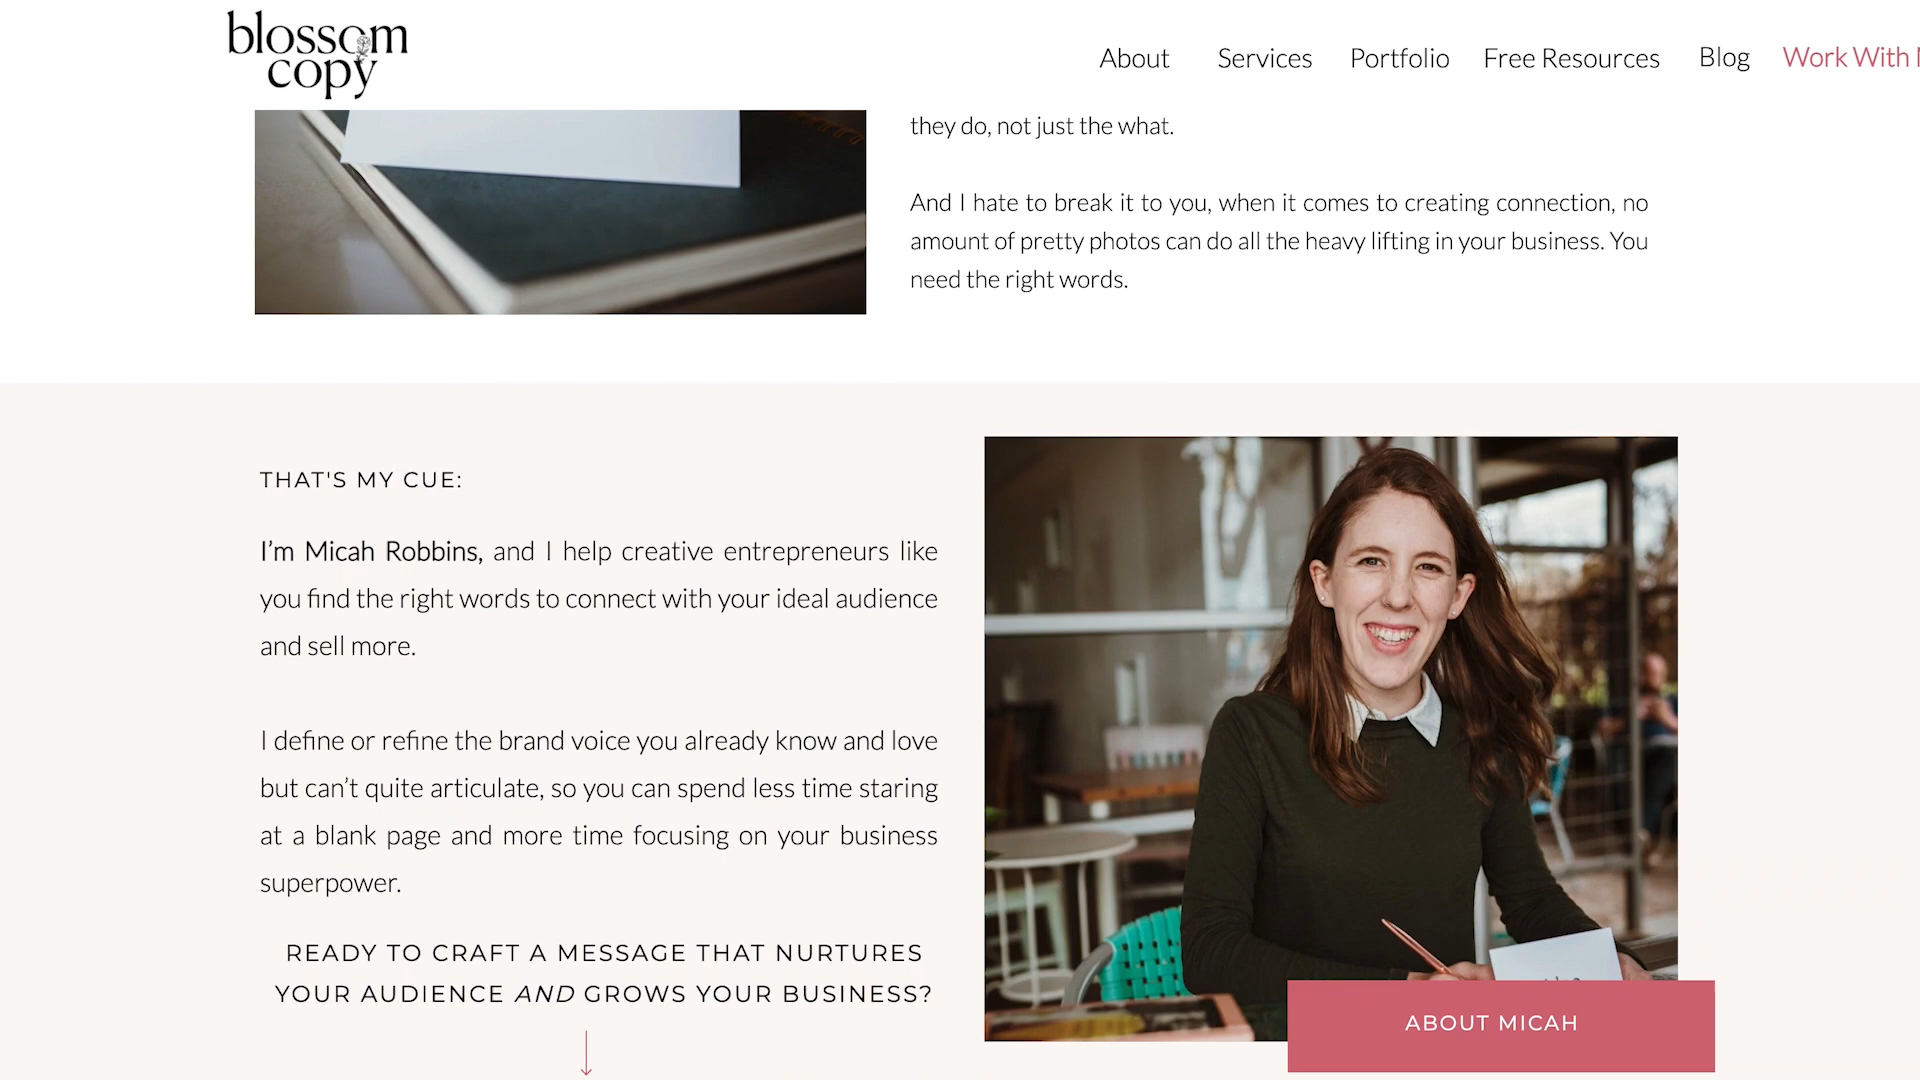 blossom
copy
About Services Portfolio Free Resources Blog Work With
they do, not just the what.
And I hate to break it to you, when it comes to creating connection, no
amount of pretty photos can do all the heavy lifting in your business. You
need the right words.
THAT'S MY CUE:
I'm Micah Robbins, and I help creative entrepreneurs like
you find the right words to connect with your ideal audience
and sell more.
I define or refine the brand voice you already know and love
but can't quite articulate, so you can spend less time staring
at a blank page and more time focusing on your business
superpower.
READY TO CRAFT A MESSAGE THAT NURTURES
YOUR AUDIENCE AND GROWS YOUR BUSINESS?
ABOUT MICAH